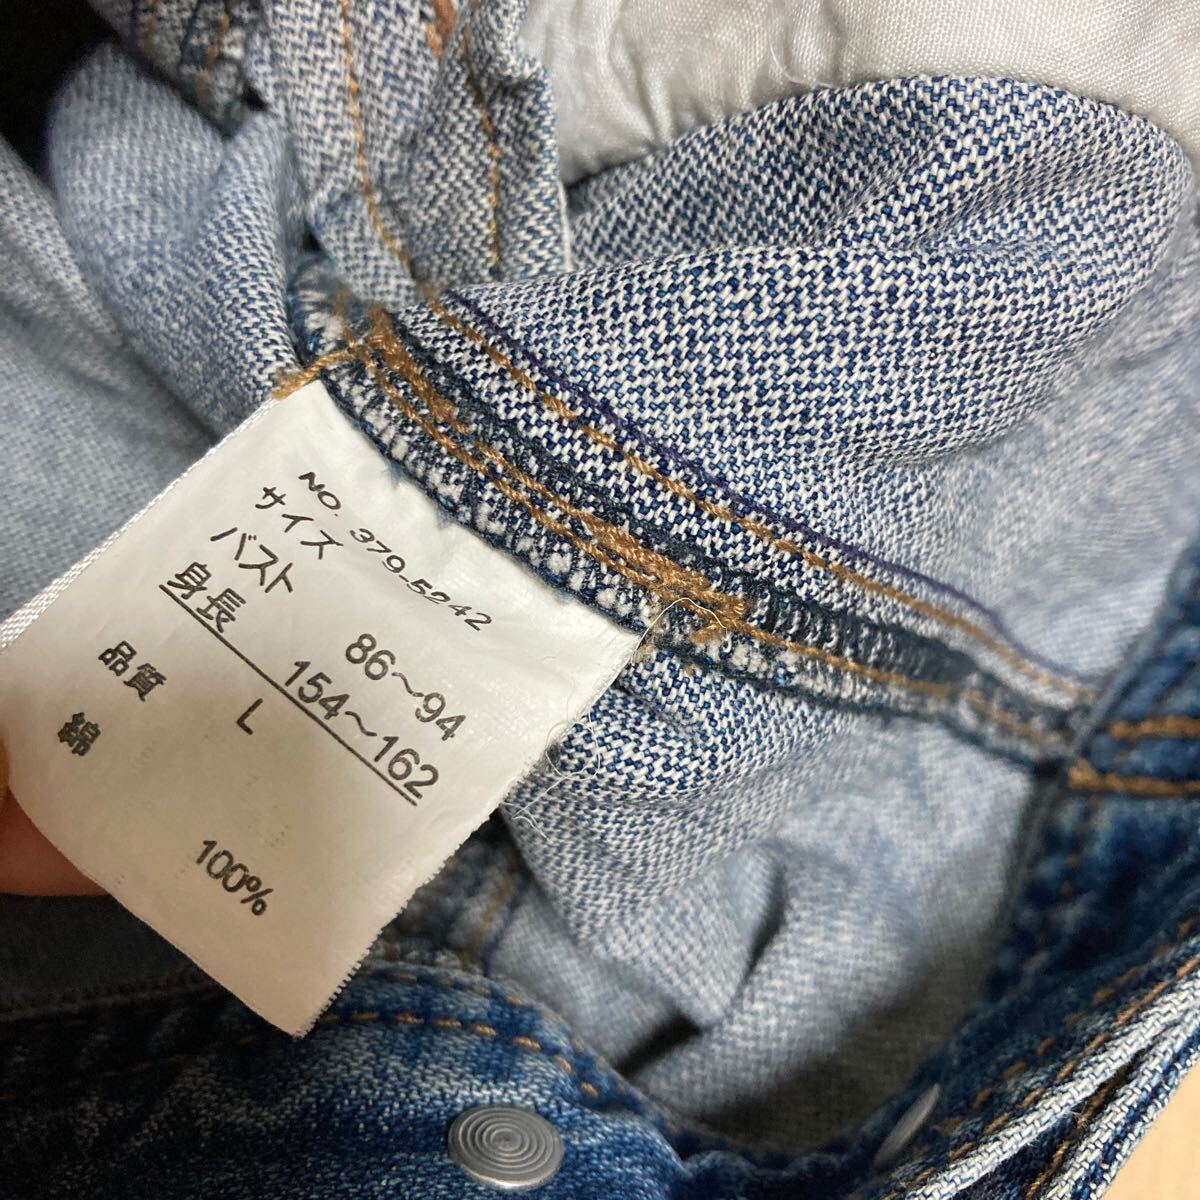 NO. 379-5242
サイズ
バスト 86～94
身長 154～162
L
品質
綿 100%